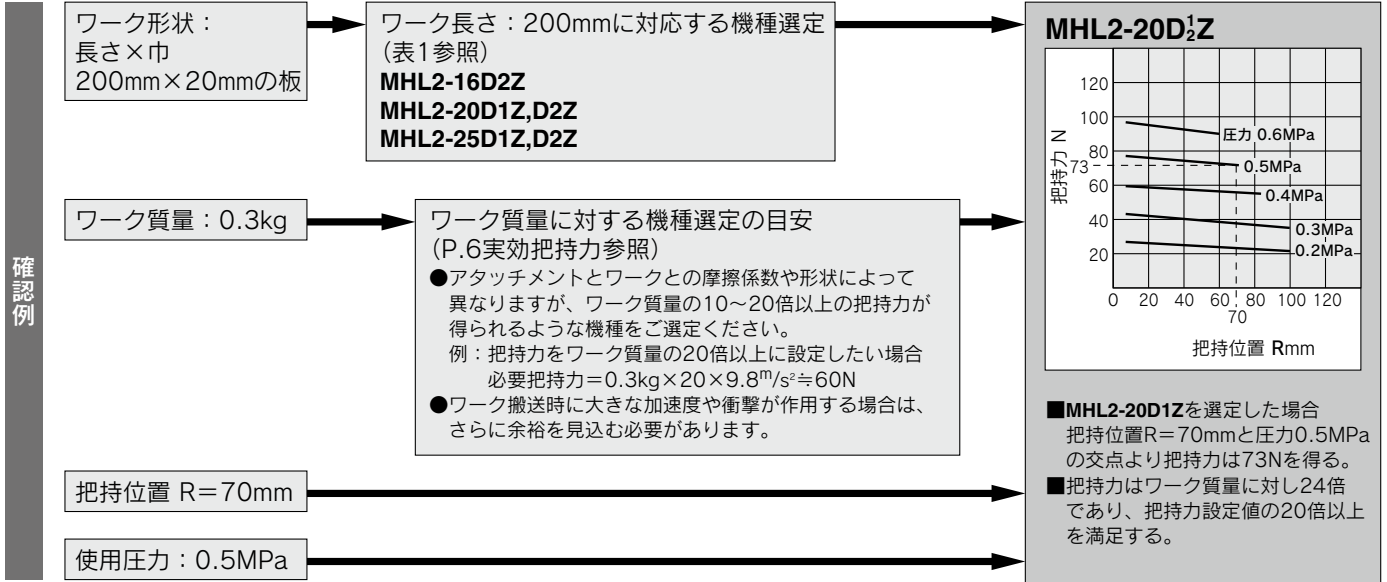 確認例
ワーク形状：
長さ×巾
200mm×20mmの板
ワーク長さ：200mmに対応する機種選定
(表1参照)
MHL2-16D2Z
MHL2-20D1Z,D2Z
MHL2-25D1Z,D2Z
ワーク質量：0.3kg
ワーク質量に対する機種選定の目安
(P.6実効把持力参照)
●アタッチメントとワークとの摩擦係数や形状によって
異なりますが、ワーク質量の10～20倍以上の把持力が
得られるような機種をご選定ください。
例：把持力をワーク質量の20倍以上に設定したい場合
必要把持力＝0.3kg×20×9.8m/s²≒60N
●ワーク搬送時に大きな加速度や衝撃が作用する場合は、
さらに余裕を見込む必要があります。
把持位置 R＝70mm
使用圧力：0.5MPa
MHL2-20D½Z
把持力 N
120
100
80
73
60
40
20
圧力 0.6MPa
0.5MPa
0.4MPa
0.3MPa
0.2MPa
0 20 40 60 80 100 120
70
把持位置 Rmm
■MHL2-20D1Zを選定した場合
把持位置R＝70mmと圧力0.5MPa
の交点より把持力は73Nを得る。
■把持力はワーク質量に対し24倍
であり、把持力設定値の20倍以上
を満足する。